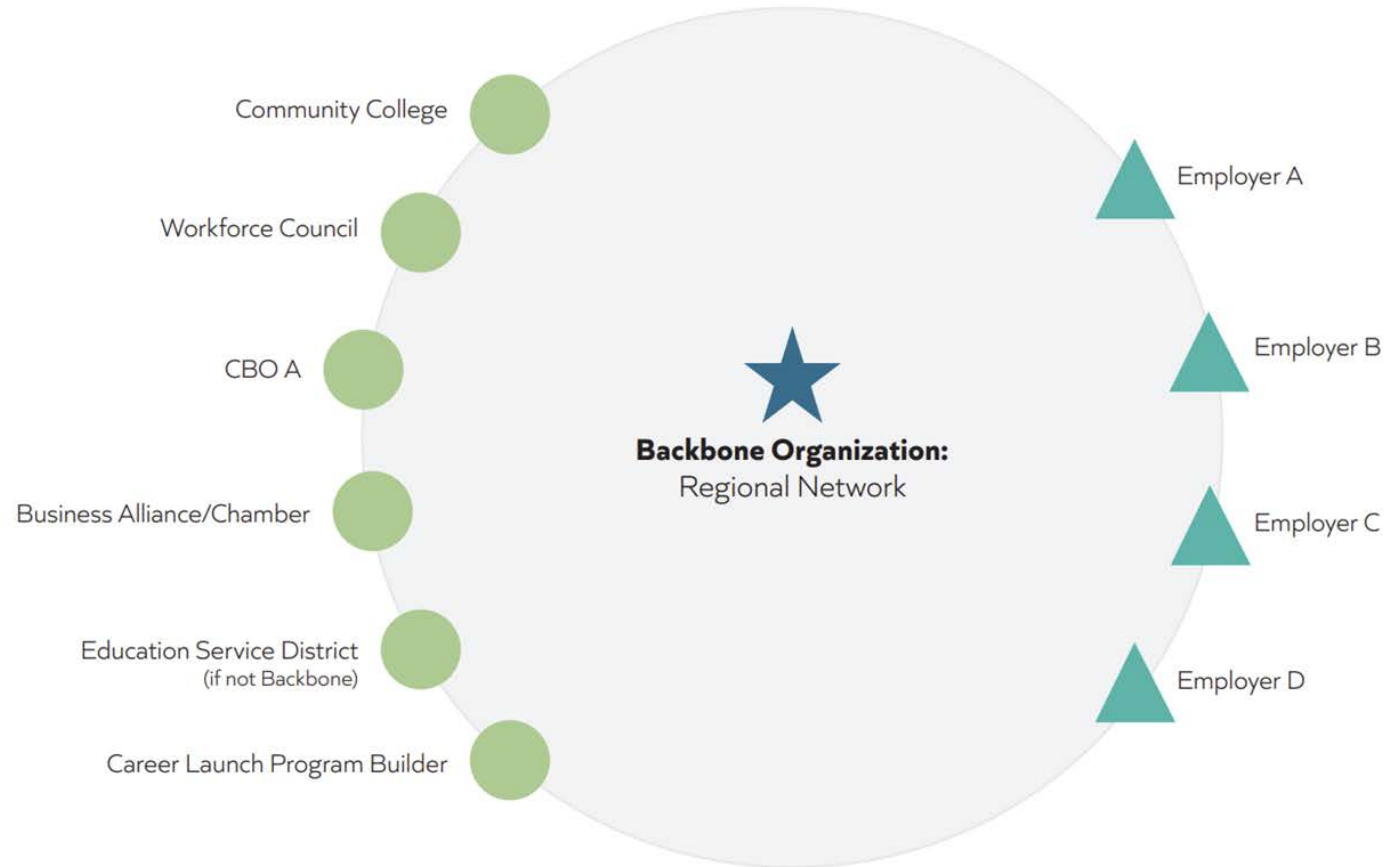 Community College
Workforce Council
CBO A
Business Alliance/Chamber
Education Service District
(if not Backbone)
Career Launch Program Builder
Backbone Organization:
Regional Network
Employer A
Employer B
Employer C
Employer D